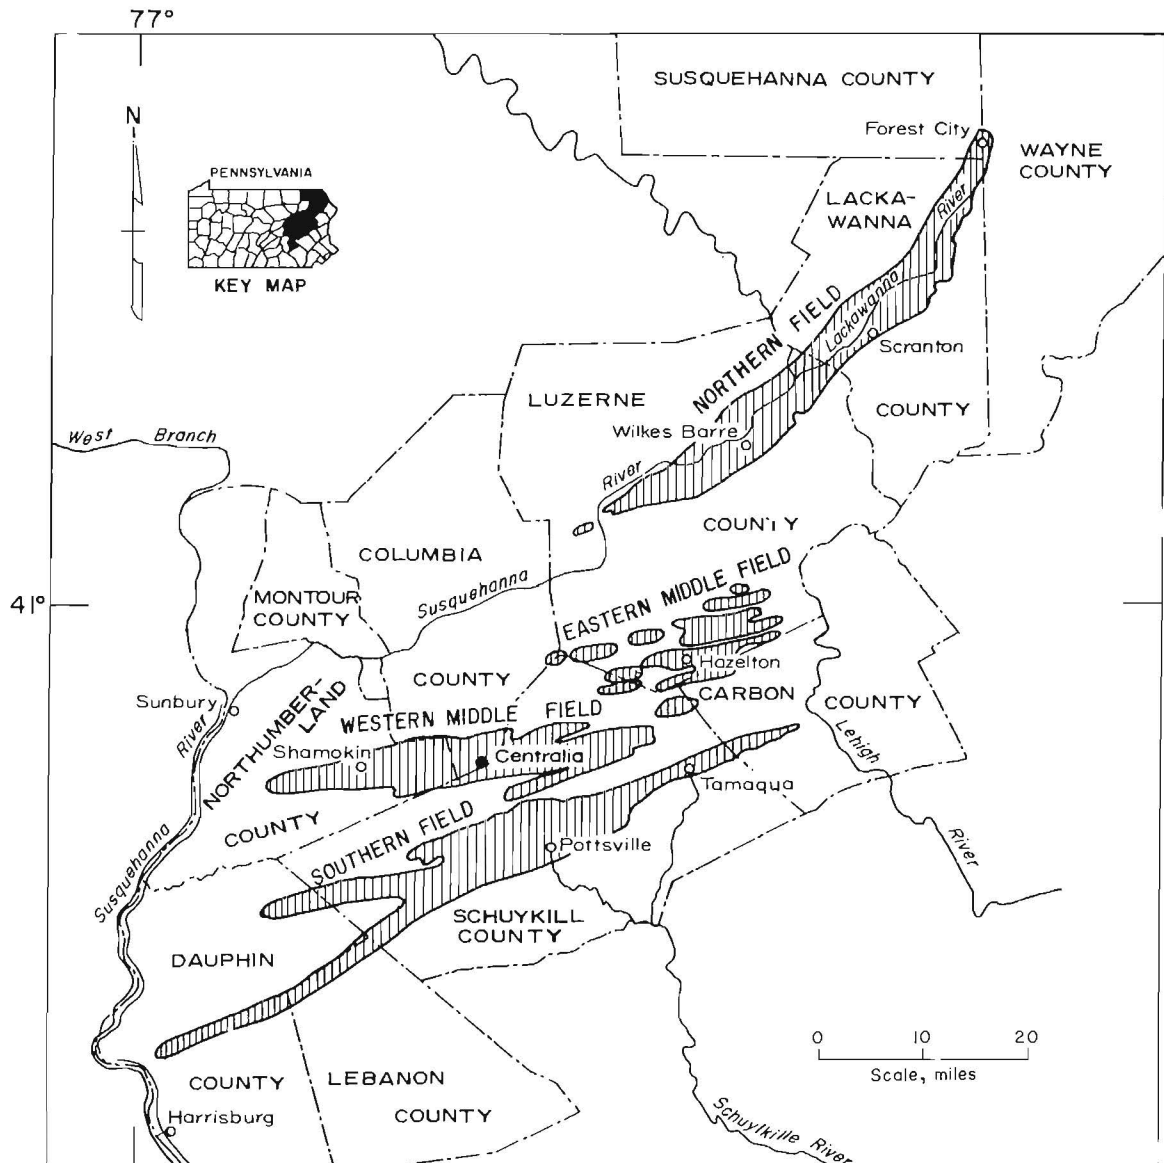 77°
SUSQUEHANNA COUNTY
N
Forest City
WAYNE
COUNTY
PENNSYLVANIA
KEY MAP
LACKA-
WANNA
River
Lackawanna
NORTHERN FIELD
Scranton
LUZERNE
COUNTY
Wilkes Barre
West Branch
River
COUNTY
COLUMBIA
Susquehanna
EASTERN MIDDLE FIELD
MONTOUR
COUNTY
41°
Hazelton
COUNTY
CARBON
COUNTY
Sunbury
NORTHUMBER-
LAND
WESTERN MIDDLE FIELD
River
Shamokin
Centralia
Lehigh
Tamaqua
COUNTY
SOUTHERN FIELD
Pottsville
River
Susquehanna
SCHUYKILL
COUNTY
DAUPHIN
0 10 20
Scale, miles
COUNTY
LEBANON
COUNTY
Harrisburg
Schuylkille River